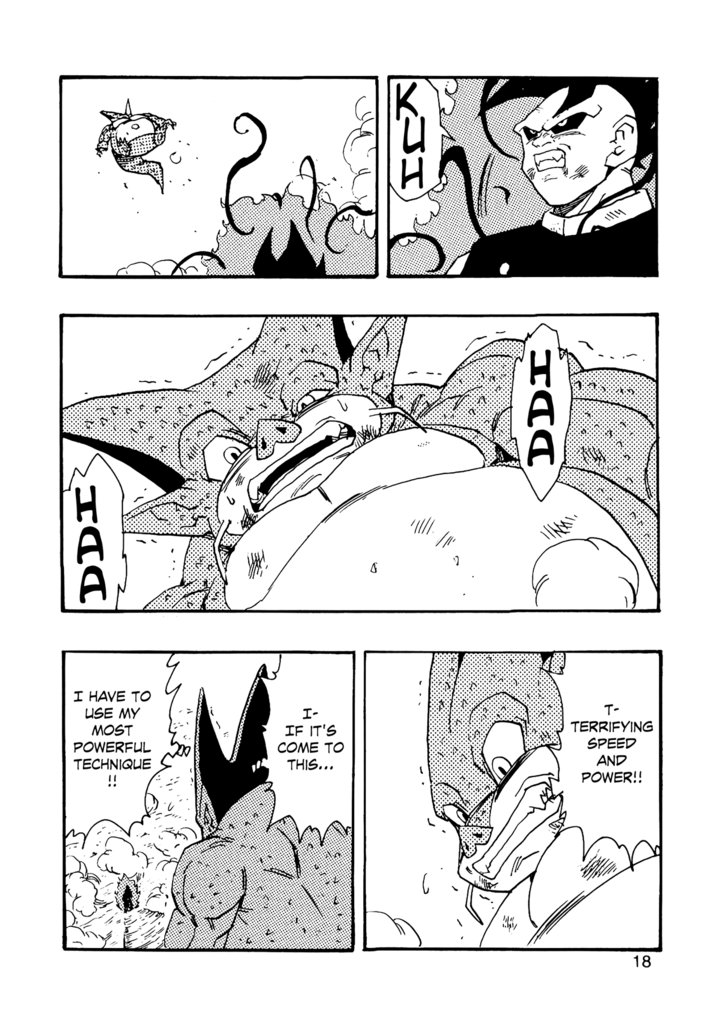 KUH
HAA
HAA
T-
TERRIFYING
SPEED
AND
POWER!!
I-
IF IT'S
COME TO
THIS...
I HAVE TO
USE MY
MOST
POWERFUL
TECHNIQUE
!!
18